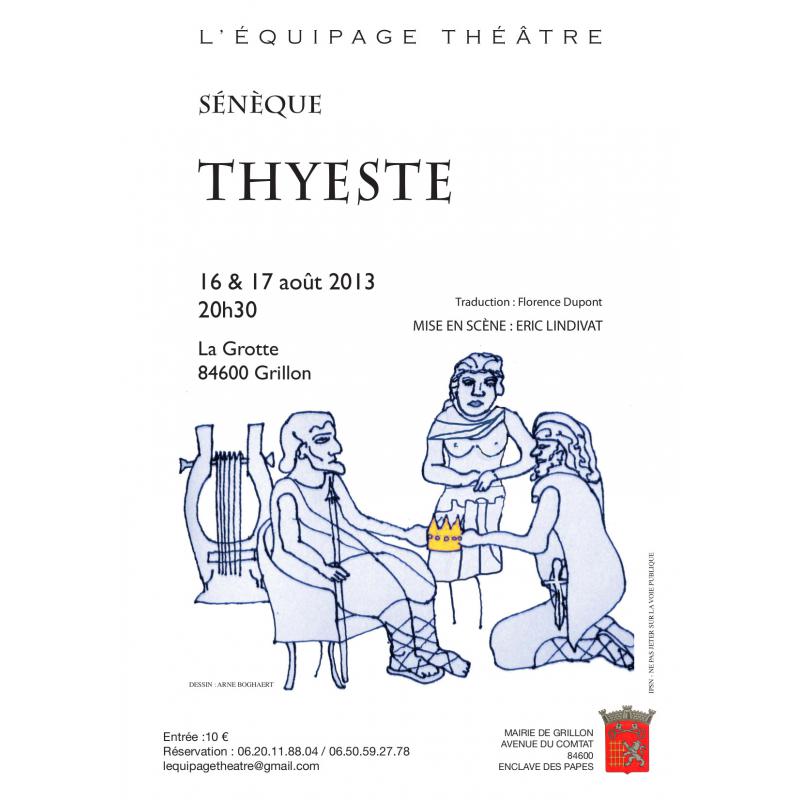 L'ÉQUIPAGE THÉÂTRE
SÉNÈQUE
THYESTE
16 & 17 août 2013
20h30
La Grotte
84600 Grillon
Traduction : Florence Dupont
MISE EN SCÈNE : ERIC LINDIVAT
DESSIN : ARNE BOGHAERT
IPSN - NE PAS JETER SUR LA VOIE PUBLIQUE
Entrée :10 €
Réservation : 06.20.11.88.04 / 06.50.59.27.78
lequipagetheatre@gmail.com
MAIRIE DE GRILLON
AVENUE DU COMTAT
84600
ENCLAVE DES PAPES